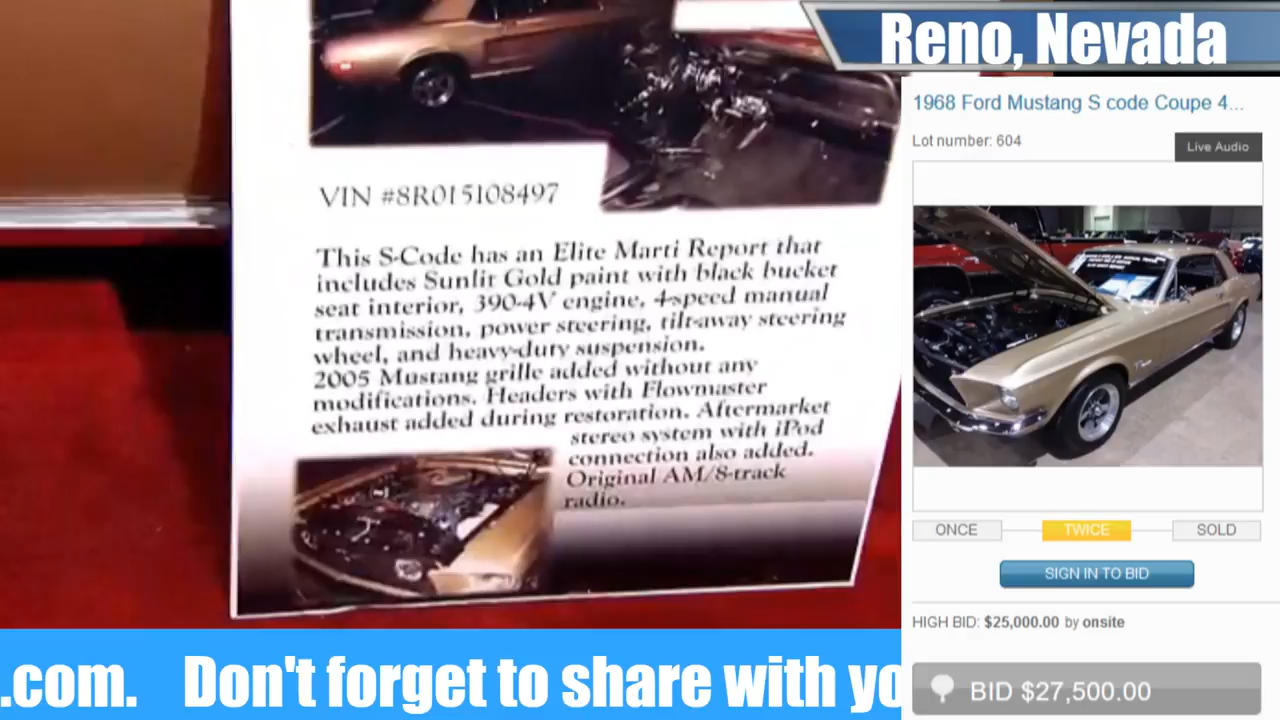 Reno, Nevada
1968 Ford Mustang S code Coupe 4...
Lot number: 604
Live Audio
VIN #8R015108497
This S-Code has an Elite Marti Report that
includes Sunlit Gold paint with black bucket
seat interior, 390-4V engine, 4-speed manual
transmission, power steering, tilt-away steering
wheel, and heavy-duty suspension.
2005 Mustang grille added without any
modifications. Headers with Flowmaster
exhaust added during restoration. Aftermarket
stereo system with iPod
connection also added.
Original AM/8-track
radio.
ONCE
TWICE
SOLD
SIGN IN TO BID
HIGH BID: $25,000.00 by onsite
BID $27,500.00
.com. Don't forget to share with yo